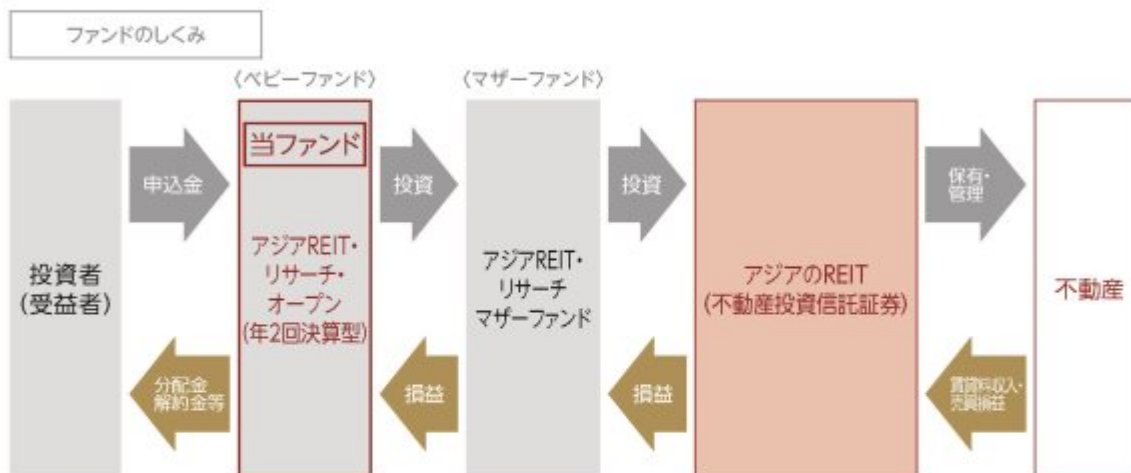 ファンドのしくみ
〈ベビーファンド〉
〈マザーファンド〉
投資者
(受益者)
申込金
分配金
解約金等
当ファンド
アジアREIT・
リサーチ・
オープン
(年2回決算型)
投資
損益
アジアREIT・
リサーチ
マザーファンド
投資
損益
アジアのREIT
(不動産投資信託証券)
保有・
管理
賃貸料収入・
売買損益
不動産